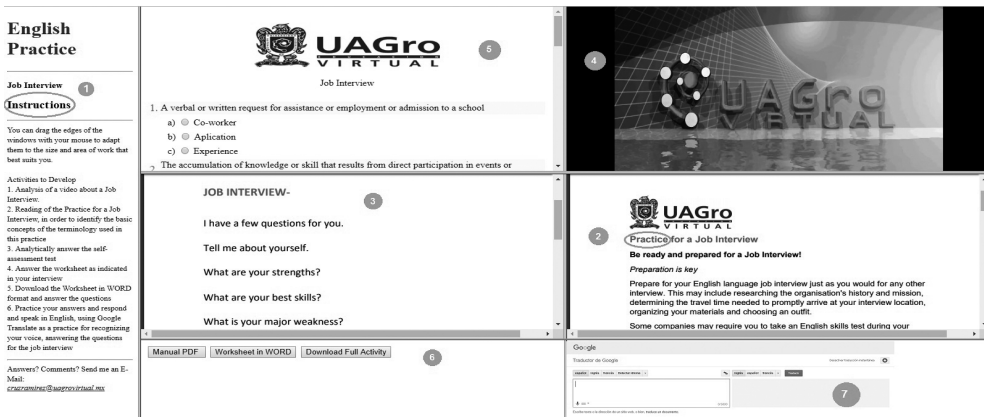 English
Practice
Job Interview
1
Instructions
You can drag the edges of the
windows with your mouse to adapt
them to the size and area of work that
best suits you.
Activities to Develop
1. Analysis of a video about a Job
Interview.
2. Reading of the Practice for a Job
Interview, in order to identify the basic
concepts of the terminology used in
this practice
3. Analytically answer the self-
assessment test
4. Answer the worksheet as indicated
in your interview
5. Download the Worksheet in WORD
format and answer the questions
6. Practice your answers and respond
and speak in English, using Google
Translate as a practice for recognizing
your voice, answering the questions
for the job interview
Answers? Comments? Send me an E-
Mail:
cruzramirez@uagrovirtual.mx
UAGro
VIRTUAL
5
Job Interview
1. A verbal or written request for assistance or employment or admission to a school
a) Co-worker
b) Aplication
c) Experience
2. The accumulation of knowledge or skill that results from direct participation in events or
4
UAGro
VIRTUAL
JOB INTERVIEW-
3
I have a few questions for you.
Tell me about yourself.
What are your strengths?
What are your best skills?
What is your major weakness?
UAGro
VIRTUAL
2
Practice for a Job Interview
Be ready and prepared for a Job Interview!
Preparation is key
Prepare for your English language job interview just as you would for any other
interview. This may include researching the organisation's history and mission,
determining the travel time needed to promptly arrive at your interview location,
organizing your materials and choosing an outfit.
Some companies may require you to take an English skills test during your
Manual PDF Worksheet in WORD Download Full Activity
6
Google
Traductor de Google
7